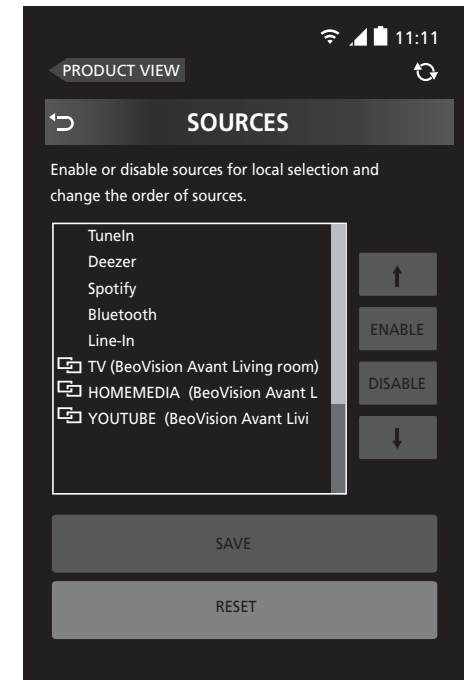 11:11
PRODUCT VIEW
SOURCES
Enable or disable sources for local selection and
change the order of sources.
TuneIn
Deezer
Spotify
Bluetooth
Line-In
TV (BeoVision Avant Living room)
HOMEMEDIA (BeoVision Avant L
YOUTUBE (BeoVision Avant Livi
ENABLE
DISABLE
SAVE
RESET